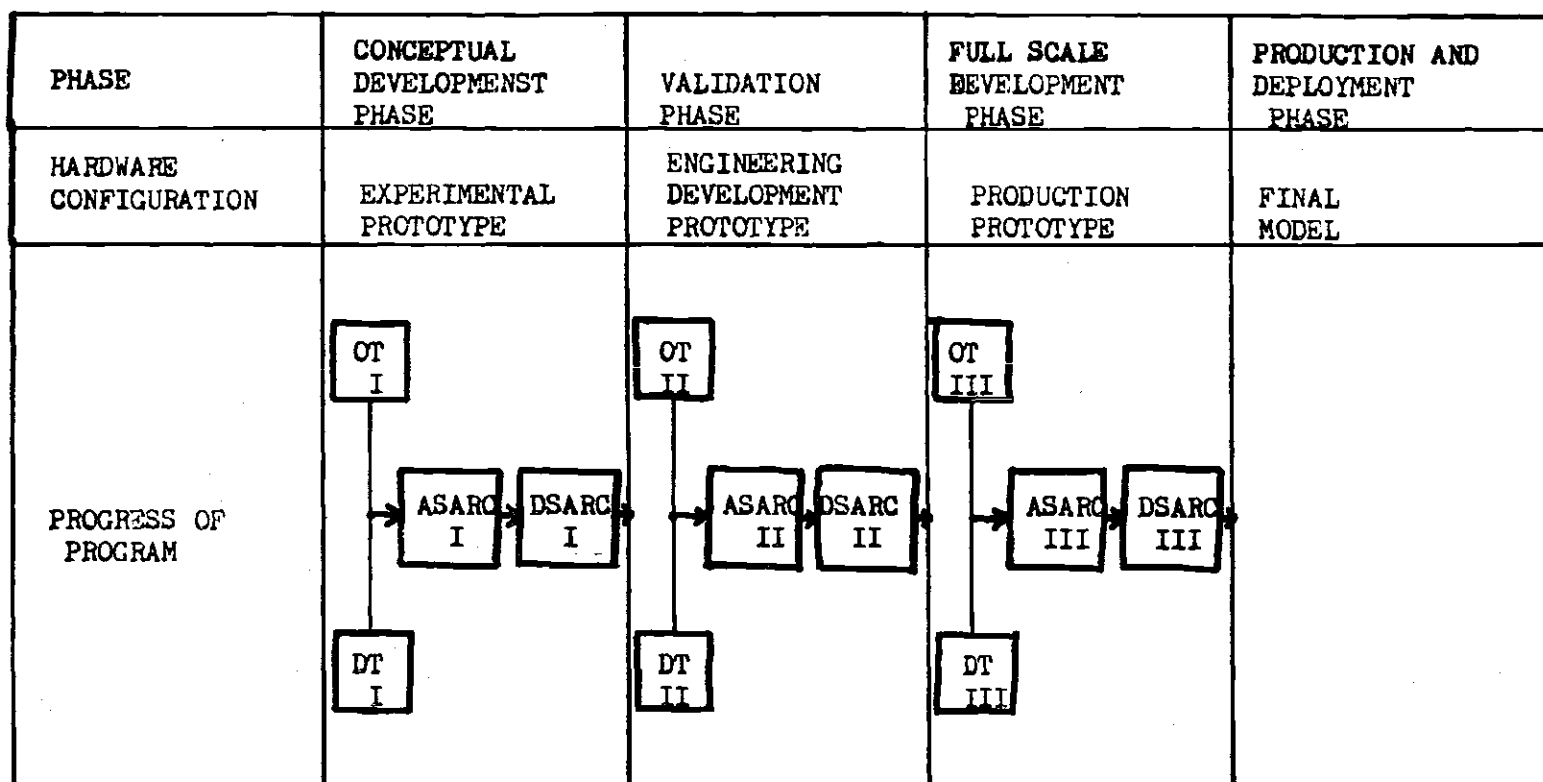 PHASE
CONCEPTUAL
DEVELOPMENST
PHASE
VALIDATION
PHASE
FULL SCALE
DEVELOPMENT
PHASE
PRODUCTION AND
DEPLOYMENT
PHASE
HARDWARE
CONFIGURATION
EXPERIMENTAL
PROTOTYPE
ENGINEERING
DEVELOPMENT
PROTOTYPE
PRODUCTION
PROTOTYPE
FINAL
MODEL
PROGRESS OF
PROGRAM
OT
I
ASARC
I
DSARC
I
DT
I
OT
II
ASARC
II
DSARC
II
DT
II
OT
III
ASARC
III
DSARC
III
DT
III